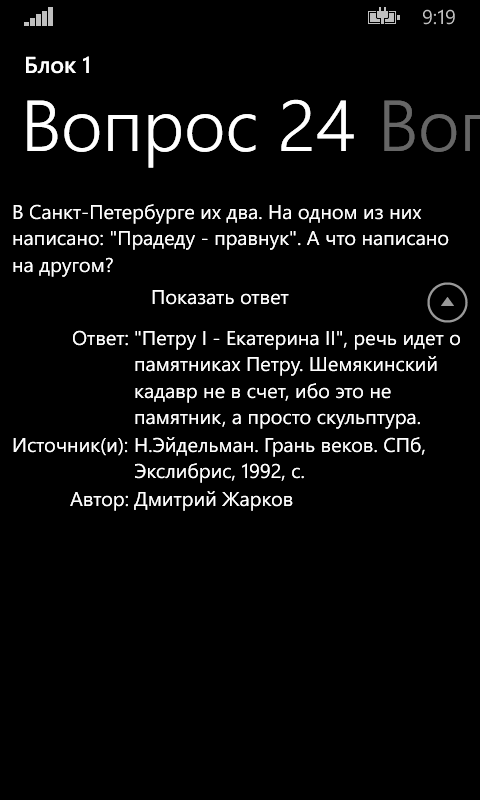 9:19
Блок 1
Вопрос 24 Воп
В Санкт-Петербурге их два. На одном из них
написано: "Прадеду - правнук". А что написано
на другом?
Показать ответ
Ответ: "Петру I - Екатерина II", речь идет о
памятниках Петру. Шемякинский
кадавр не в счет, ибо это не
памятник, а просто скульптура.
Источник(и): Н.Эйдельман. Грань веков. СПб,
Экслибрис, 1992, с.
Автор: Дмитрий Жарков